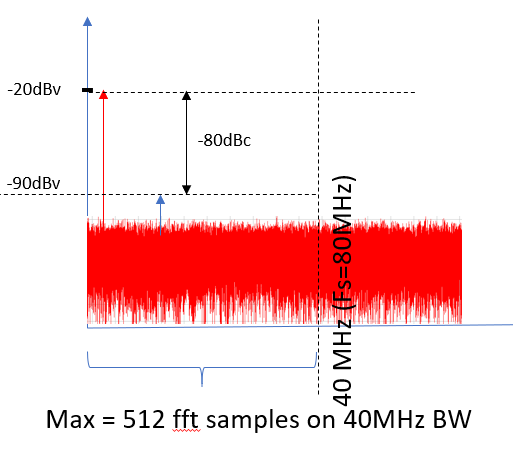 -20dBv
-80dBc
-90dBv
40 MHz (Fs=80MHz)
Max = 512 fft samples on 40MHz BW